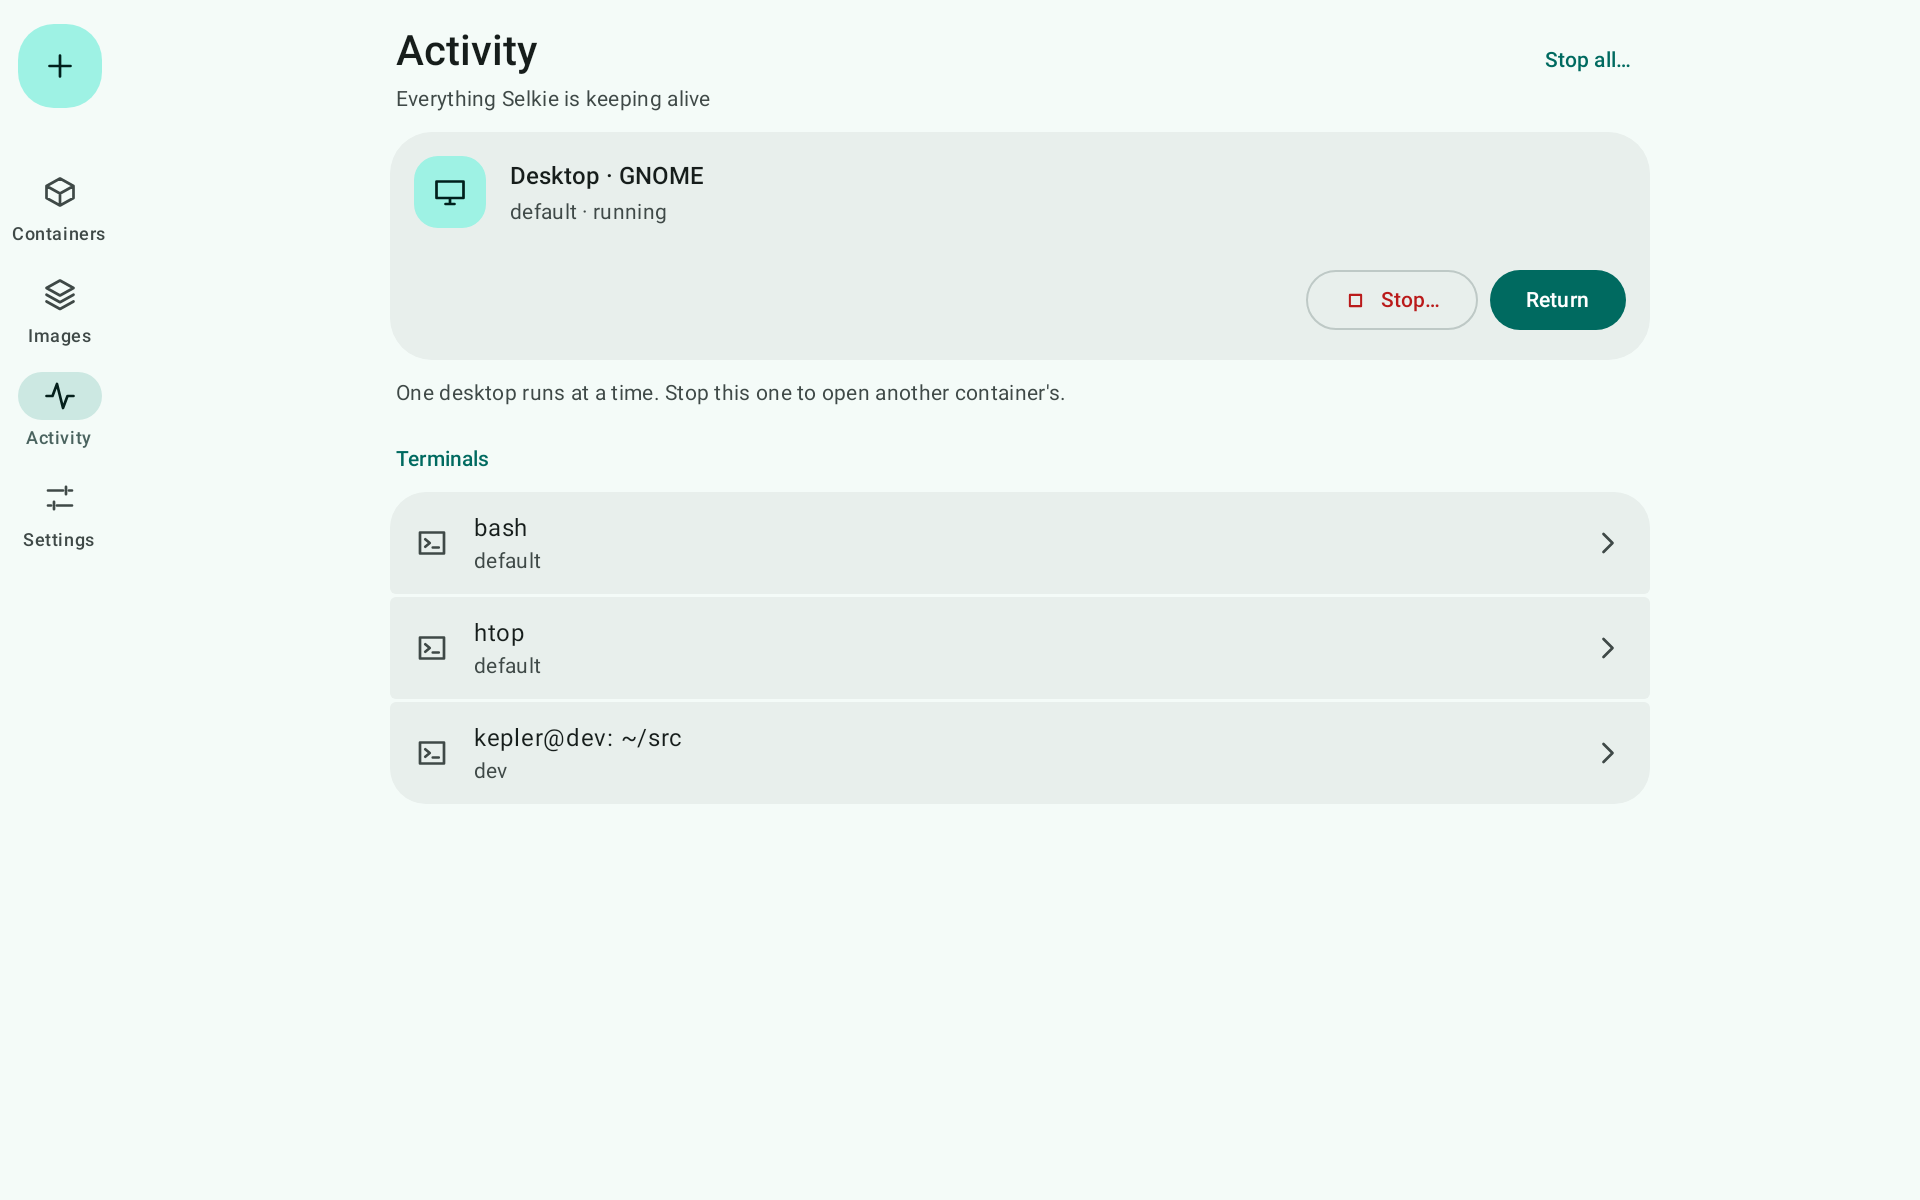 Activity
Stop all…
Everything Selkie is keeping alive
Containers
Images
Activity
Settings
Desktop · GNOME
default · running
Stop…
Return
One desktop runs at a time. Stop this one to open another container's.
Terminals
bash
default
htop
default
kepler@dev: ~/src
dev